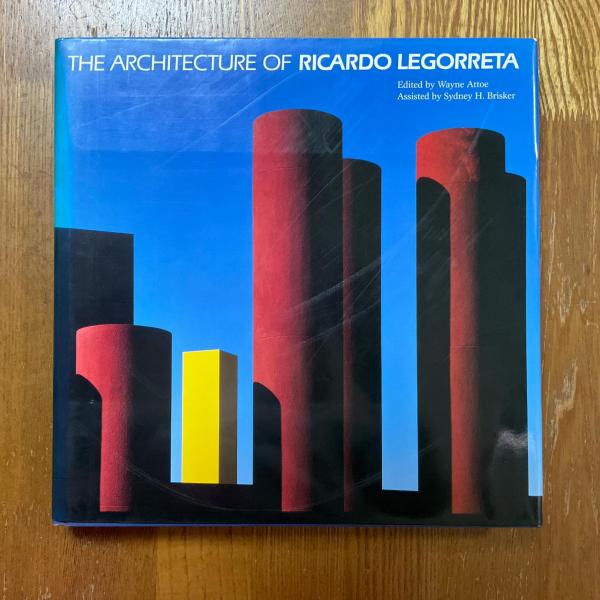 THE ARCHITECTURE OF RICARDO LEGORRETA
Edited by Wayne Attoe
Assisted by Sydney H. Brisker